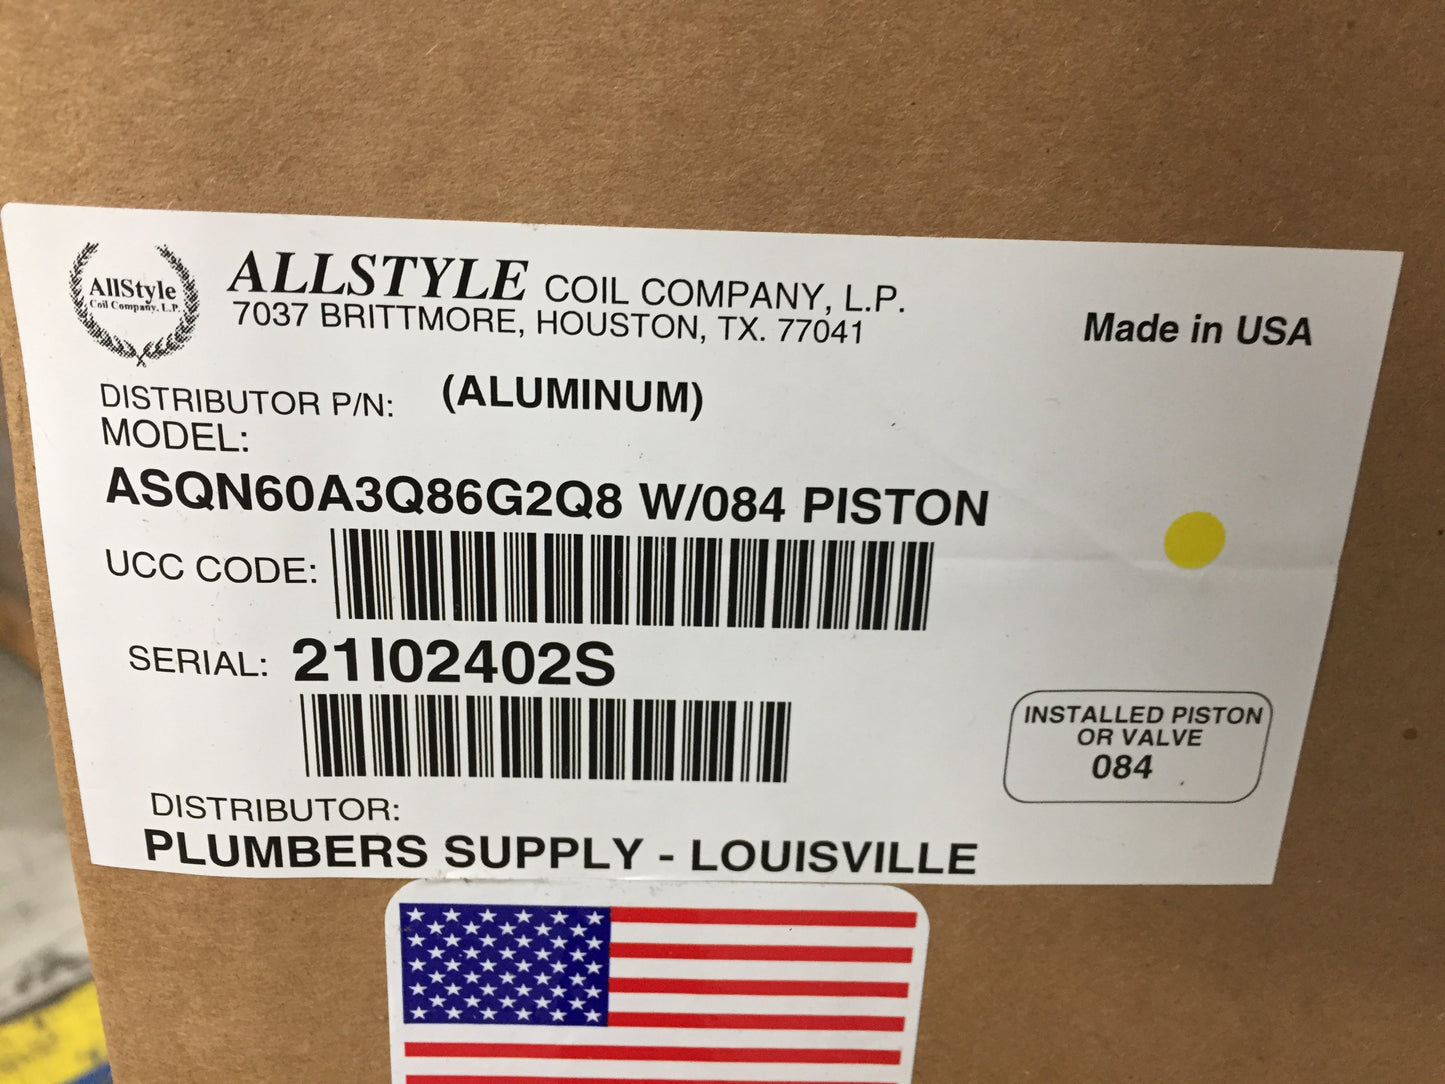 AllStyle
Coil Company, L.P.
ALLSTYLE COIL COMPANY, L.P.
7037 BRITTMORE, HOUSTON, TX. 77041
Made in USA
DISTRIBUTOR P/N: (ALUMINUM)
MODEL:
ASQN60A3Q86G2Q8 W/084 PISTON
UCC CODE:
SERIAL: 21I02402S
INSTALLED PISTON
OR VALVE
084
DISTRIBUTOR:
PLUMBERS SUPPLY - LOUISVILLE